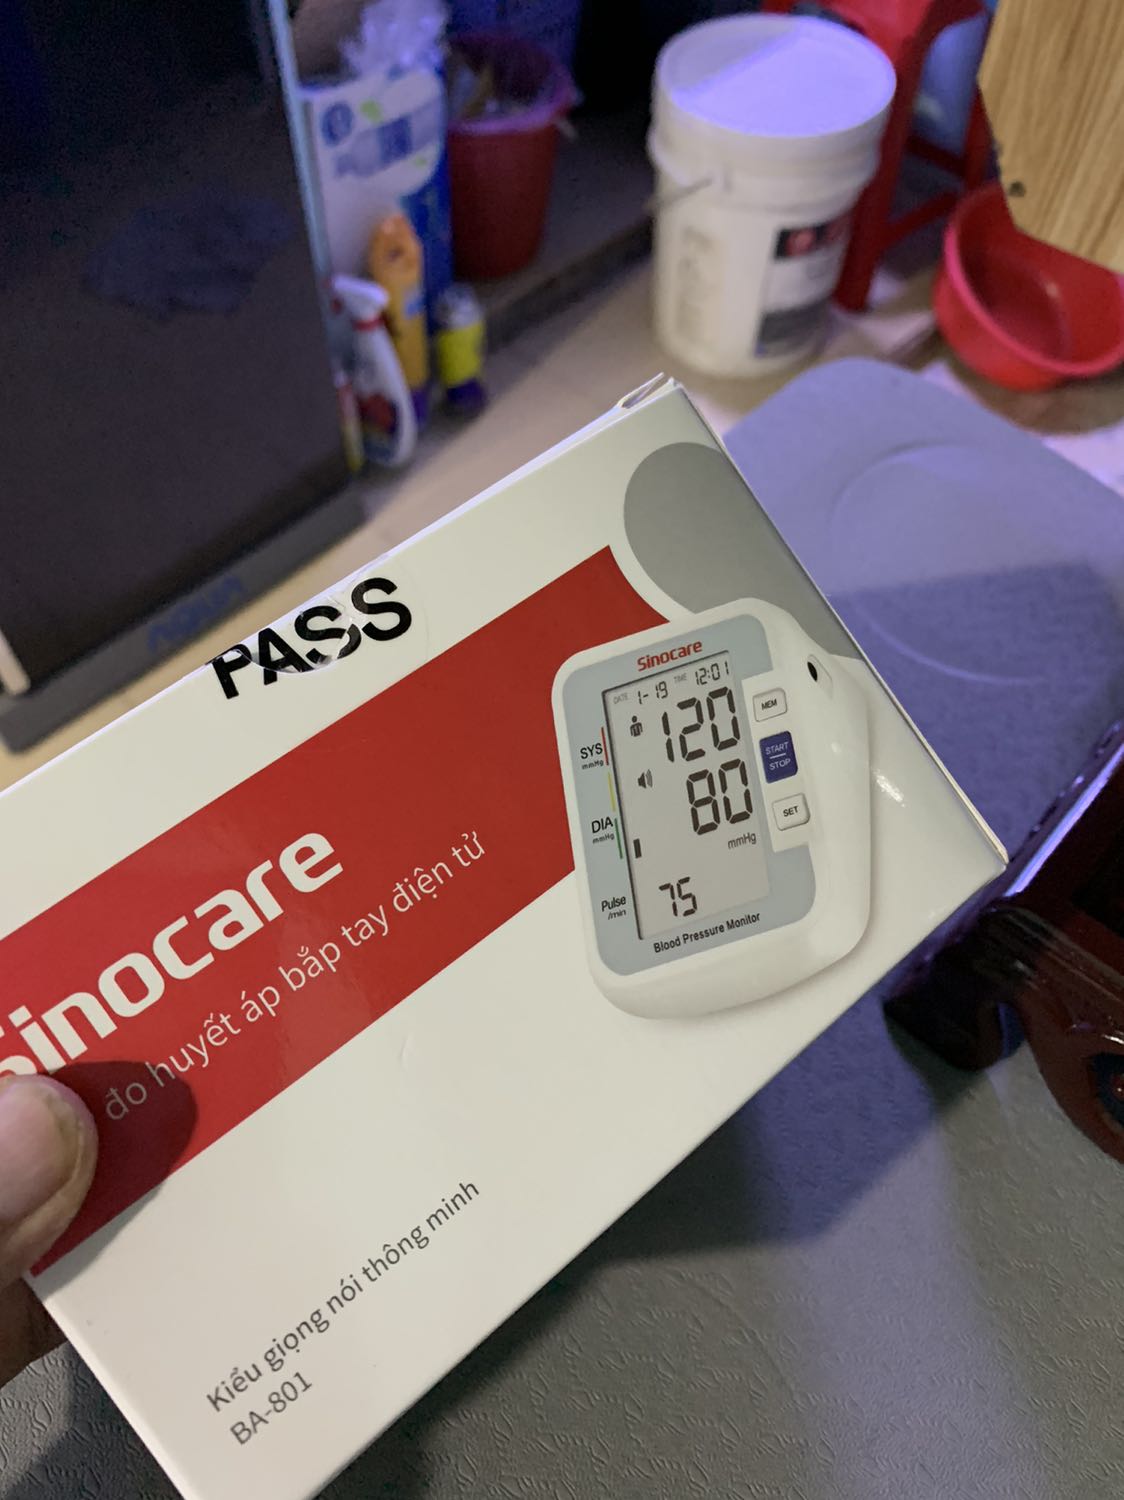 PASS
Sinocare
đo huyết áp bắp tay điện tử
Kiểu giọng nói thông minh
BA-801
Sinocare
DATE 1-19 TIME 12:01
SYS
mmHg
120
DIA
mmHg
80
mmHg
Pulse
/min
75
Blood Pressure Monitor
MEM
START
STOP
SET
AQUA